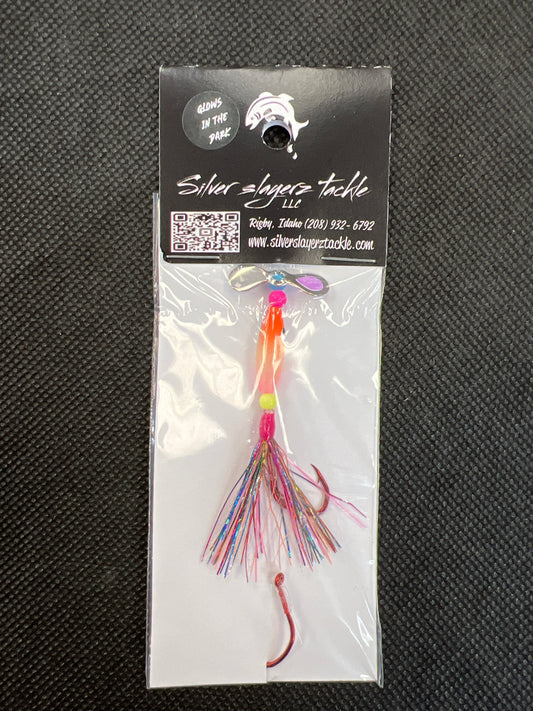 GLOWS
IN THE
DARK
Silver slayerz tackle
LLC
Rigby, Idaho (208) 932-6792
www.silverslayerztackle.com